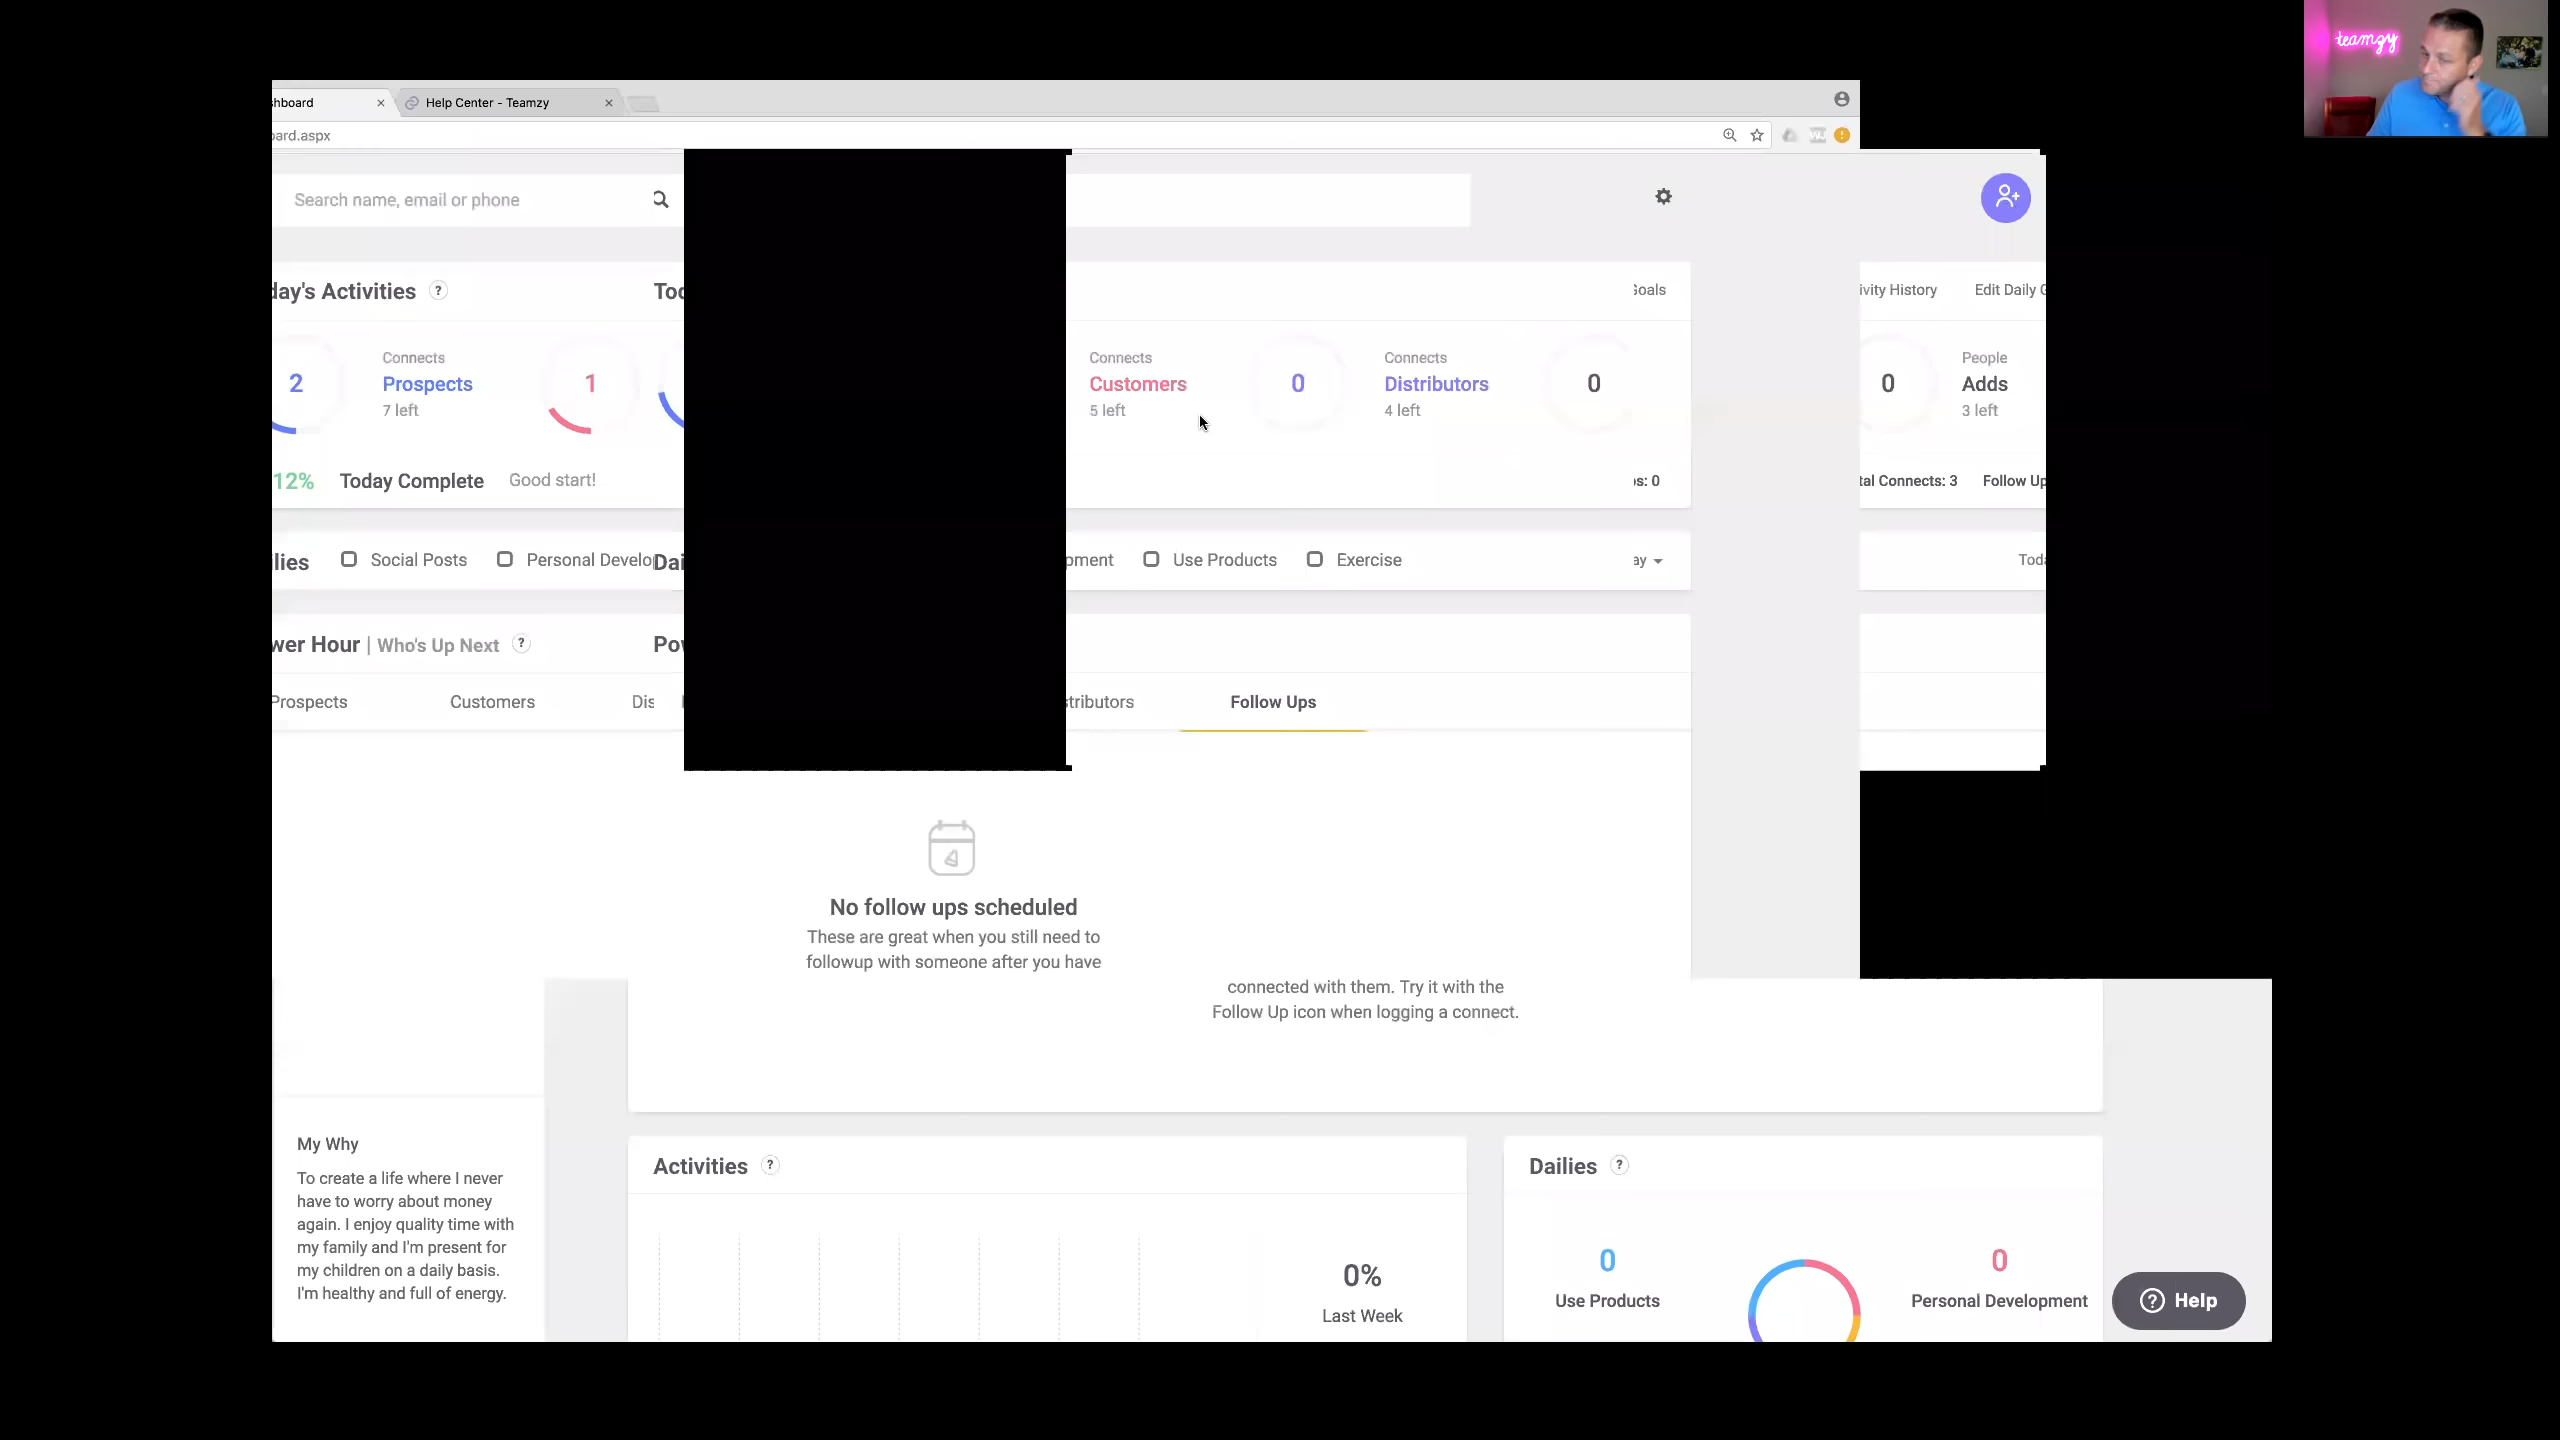 teamzy
hboard
Help Center - Teamzy
ard.aspx
Search name, email or phone
day's Activities ?
Toc
Goals
ivity History
Edit Daily G
2
Connects
Prospects
7 left
1
Connects
Customers
5 left
0
Connects
Distributors
4 left
0
0
People
Adds
3 left
12%
Today Complete
Good start!
s: 0
tal Connects: 3
Follow Up
ilies
Social Posts
Personal Develo
Dai
pment
Use Products
Exercise
ay
Toda
wer Hour | Who's Up Next ?
Pov
Prospects
Customers
Dis
stributors
Follow Ups
No follow ups scheduled
These are great when you still need to
followup with someone after you have
connected with them. Try it with the
Follow Up icon when logging a connect.
My Why
To create a life where I never
have to worry about money
again. I enjoy quality time with
my family and I'm present for
my children on a daily basis.
I'm healthy and full of energy.
Activities ?
0%
Last Week
Dailies ?
0
Use Products
0
Personal Development
? Help